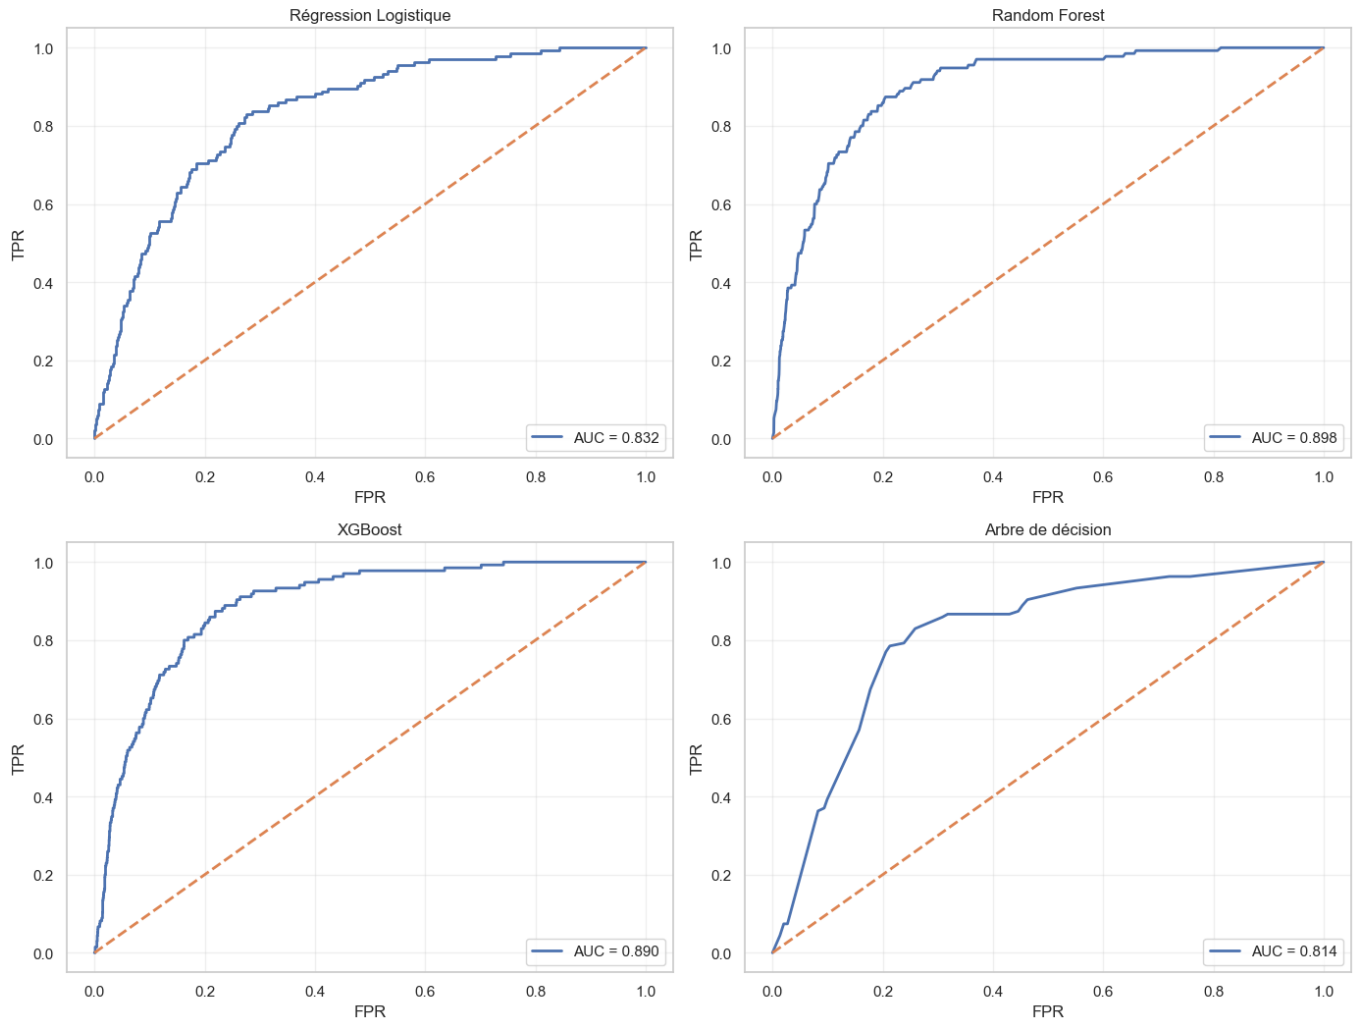 Régression Logistique
1.0
0.8
0.6
0.4
0.2
0.0
TPR
0.0 0.2 0.4 0.6 0.8 1.0
FPR
AUC = 0.832
Random Forest
1.0
0.8
0.6
0.4
0.2
0.0
TPR
0.0 0.2 0.4 0.6 0.8 1.0
FPR
AUC = 0.898
XGBoost
1.0
0.8
0.6
0.4
0.2
0.0
TPR
0.0 0.2 0.4 0.6 0.8 1.0
FPR
AUC = 0.890
Arbre de décision
1.0
0.8
0.6
0.4
0.2
0.0
TPR
0.0 0.2 0.4 0.6 0.8 1.0
FPR
AUC = 0.814